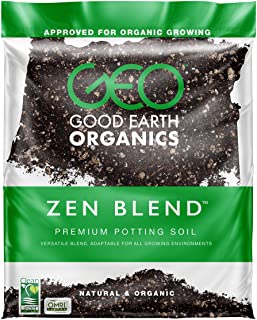 APPROVED FOR ORGANIC GROWING
GEO
GOOD EARTH
ORGANICS
ZEN BLEND™
PREMIUM POTTING SOIL
VERSATILE BLEND, ADAPTABLE FOR ALL GROWING ENVIRONMENTS
NATURAL & ORGANIC
Clean
OMRI